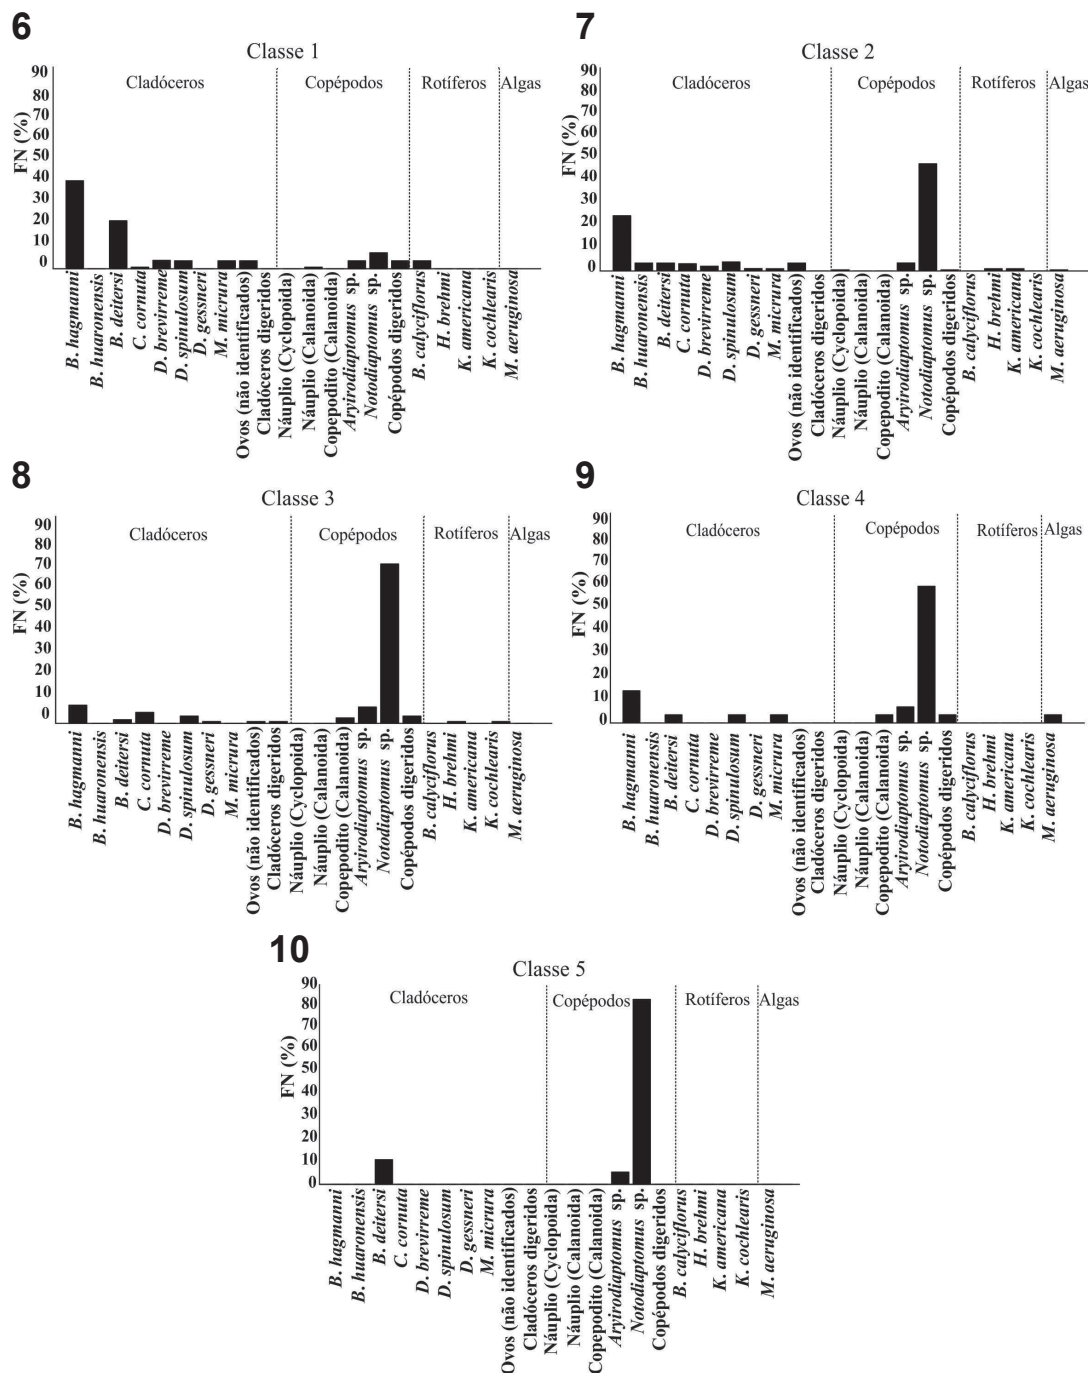 6
Classe 1
FN (%)
90
80
70
60
50
40
30
20
10
0
Cladóceros
Copépodos
Rotíferos
Algas
B. hagmanni
B. huaronensis
B. deitersi
C. cornuta
D. brevirreme
D. spinulosum
D. gessneri
M. micrura
Ovos (não identificados)
Cladóceros digeridos
Náuplio (Cyclopoida)
Náuplio (Calanoida)
Copepodito (Calanoida)
Aryirodiaptomus sp.
Notodiaptomus sp.
Copépodos digeridos
B. calyciflorus
H. brehmi
K. americana
K. cochlearis
M. aeruginosa
7
Classe 2
FN (%)
90
80
70
60
50
40
30
20
10
0
Cladóceros
Copépodos
Rotíferos
Algas
B. hagmanni
B. huaronensis
B. deitersi
C. cornuta
D. brevirreme
D. spinulosum
D. gessneri
M. micrura
Ovos (não identificados)
Cladóceros digeridos
Náuplio (Cyclopoida)
Náuplio (Calanoida)
Copepodito (Calanoida)
Aryirodiaptomus sp.
Notodiaptomus sp.
Copépodos digeridos
B. calyciflorus
H. brehmi
K. americana
K. cochlearis
M. aeruginosa
8
Classe 3
FN (%)
90
80
70
60
50
40
30
20
10
0
Cladóceros
Copépodos
Rotíferos
Algas
B. hagmanni
B. huaronensis
B. deitersi
C. cornuta
D. brevirreme
D. spinulosum
D. gessneri
M. micrura
Ovos (não identificados)
Cladóceros digeridos
Náuplio (Cyclopoida)
Náuplio (Calanoida)
Copepodito (Calanoida)
Aryirodiaptomus sp.
Notodiaptomus sp.
Copépodos digeridos
B. calyciflorus
H. brehmi
K. americana
K. cochlearis
M. aeruginosa
9
Classe 4
FN (%)
90
80
70
60
50
40
30
20
10
0
Cladóceros
Copépodos
Rotíferos
Algas
B. hagmanni
B. huaronensis
B. deitersi
C. cornuta
D. brevirreme
D. spinulosum
D. gessneri
M. micrura
Ovos (não identificados)
Cladóceros digeridos
Náuplio (Cyclopoida)
Náuplio (Calanoida)
Copepodito (Calanoida)
Aryirodiaptomus sp.
Notodiaptomus sp.
Copépodos digeridos
B. calyciflorus
H. brehmi
K. americana
K. cochlearis
M. aeruginosa
10
Classe 5
FN (%)
90
80
70
60
50
40
30
20
10
0
Cladóceros
Copépodos
Rotíferos
Algas
B. hagmanni
B. huaronensis
B. deitersi
C. cornuta
D. brevirreme
D. spinulosum
D. gessneri
M. micrura
Ovos (não identificados)
Cladóceros digeridos
Náuplio (Cyclopoida)
Náuplio (Calanoida)
Copepodito (Calanoida)
Aryirodiaptomus sp.
Notodiaptomus sp.
Copépodos digeridos
B. calyciflorus
H. brehmi
K. americana
K. cochlearis
M. aeruginosa